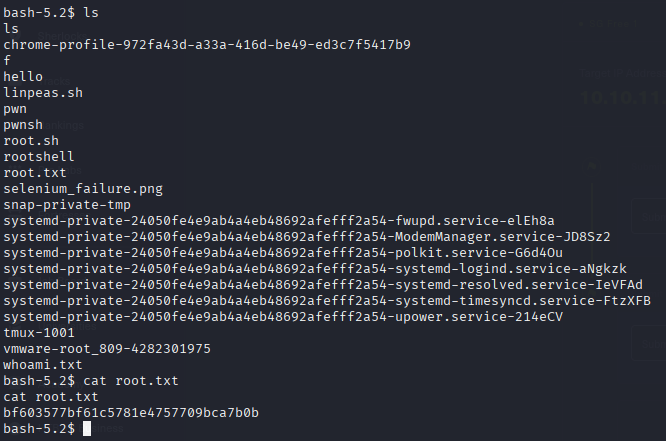 bash-5.2$ ls
ls
chrome-profile-972fa43d-a33a-416d-be49-ed3c7f5417b9
f
hello
linpeas.sh
pwn
pwnsh
root.sh
rootshell
root.txt
selenium_failure.png
snap-private-tmp
systemd-private-24050fe4e9ab4a4eb48692afefff2a54-fwupd.service-elEh8a
systemd-private-24050fe4e9ab4a4eb48692afefff2a54-ModemManager.service-JD8Sz2
systemd-private-24050fe4e9ab4a4eb48692afefff2a54-polkit.service-G6d4Ou
systemd-private-24050fe4e9ab4a4eb48692afefff2a54-systemd-logind.service-aNgkzk
systemd-private-24050fe4e9ab4a4eb48692afefff2a54-systemd-resolved.service-IeVFAd
systemd-private-24050fe4e9ab4a4eb48692afefff2a54-systemd-timesyncd.service-FtzXFB
systemd-private-24050fe4e9ab4a4eb48692afefff2a54-upower.service-214eCV
tmux-1001
vmware-root_809-4282301975
whoami.txt
bash-5.2$ cat root.txt
cat root.txt
bf603577bf61c5781e4757709bca7b0b
bash-5.2$